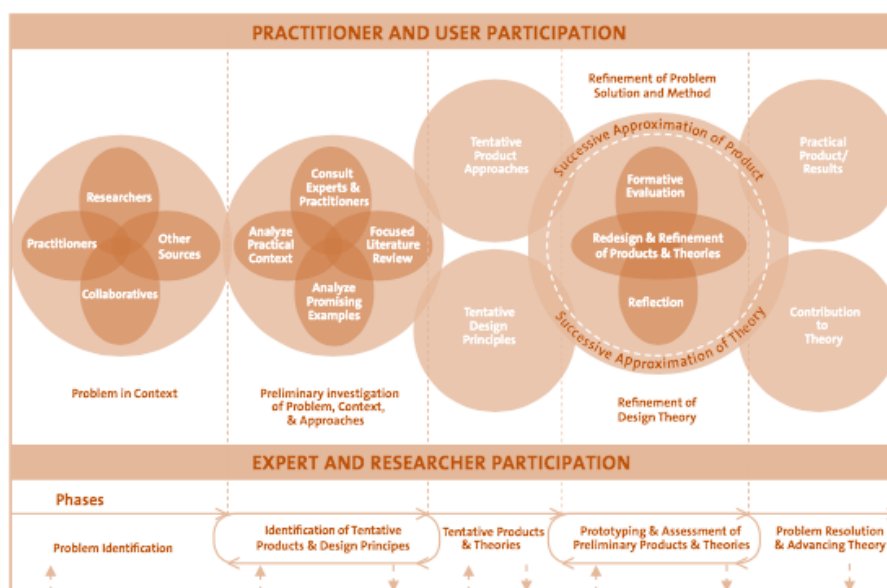 PRACTITIONER AND USER PARTICIPATION
Refinement of Problem
Solution and Method
Researchers
Practitioners
Other
Sources
Collaboratives
Consult
Experts &
Practitioners
Analyze
Practical
Context
Focused
Literature
Review
Analyze
Promising
Examples
Tentative
Product
Approaches
Tentative
Design
Principles
Successive Approximation of Product
Formative
Evaluation
Redesign & Refinement
of Products & Theories
Reflection
Successive Approximation of Theory
Practical
Product/
Results
Contribution
to
Theory
Problem in Context
Preliminary investigation
of Problem, Context,
& Approaches
Refinement of
Design Theory
EXPERT AND RESEARCHER PARTICIPATION
Phases
Problem Identification
Identification of Tentative
Products & Design Principes
Tentative Products
& Theories
Prototyping & Assessment of
Preliminary Products & Theories
Problem Resolution
& Advancing Theory